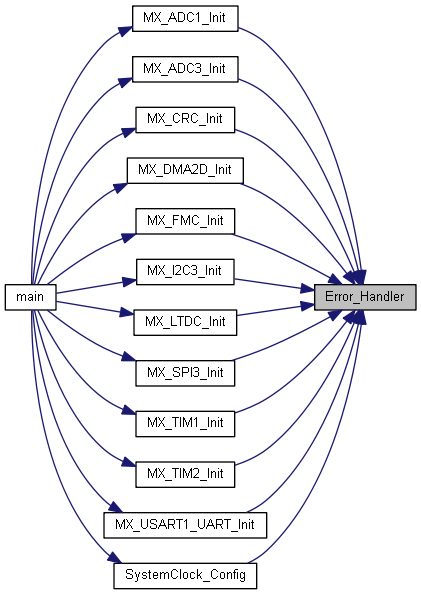 MX_ADC1_Init
MX_ADC3_Init
MX_CRC_Init
MX_DMA2D_Init
MX_FMC_Init
MX_I2C3_Init
main
Error_Handler
MX_LTDC_Init
MX_SPI3_Init
MX_TIM1_Init
MX_TIM2_Init
MX_USART1_UART_Init
SystemClock_Config